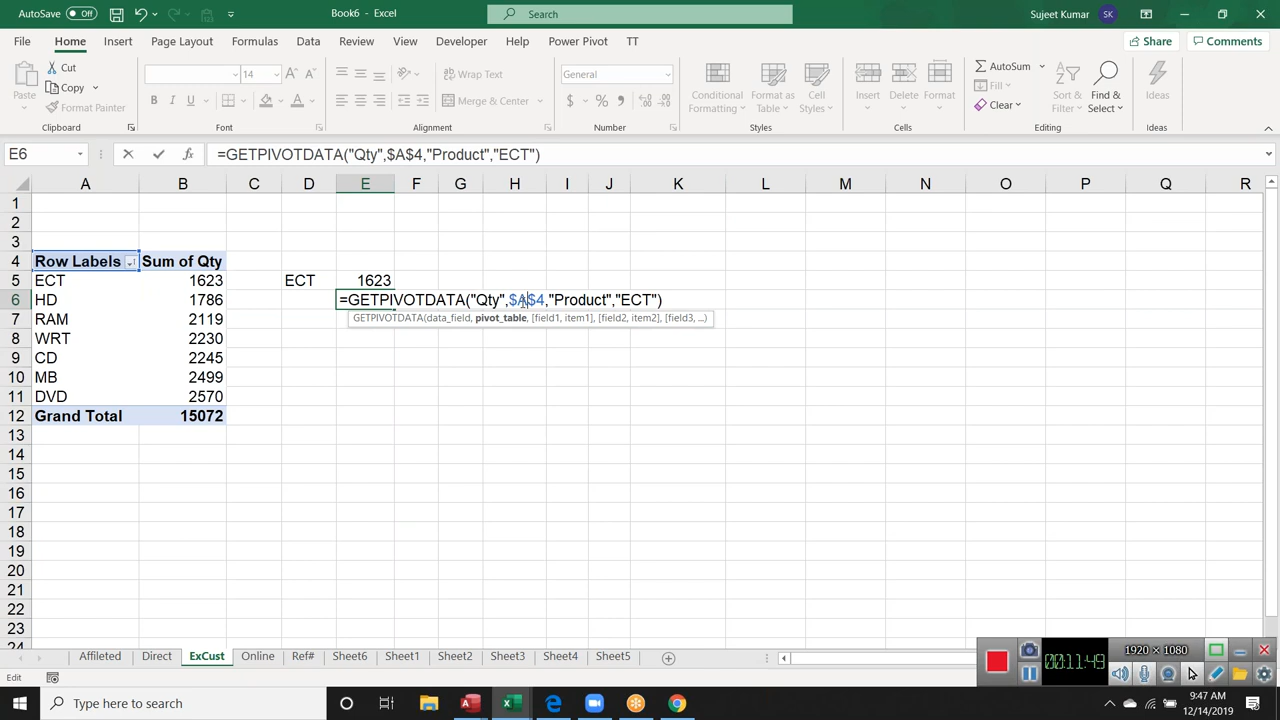 AutoSave Off Book6 - Excel Search Sujeet Kumar SK
File Home Insert Page Layout Formulas Data Review View Developer Help Power Pivot TT Share Comments
Paste Cut Copy Format Painter
14 General
Wrap Text Merge & Center
Conditional Formatting Format as Table Cell Styles
Insert Delete Format
AutoSum Fill Clear Sort & Filter Find & Select Ideas
Clipboard Font Alignment Number Styles Cells Editing Ideas
E6 fx =GETPIVOTDATA("Qty",$A$4,"Product","ECT")
A B C D E F G H I J K L M N O P Q R
1
2
3
4 Row Labels Sum of Qty
5 ECT 1623 ECT 1623
6 HD 1786 =GETPIVOTDATA("Qty",$A$4,"Product","ECT")
7 RAM 2119 GETPIVOTDATA(data_field, pivot_table, [field1, item1], [field2, item2], [field3, ...)
8 WRT 2230
9 CD 2245
10 MB 2499
11 DVD 2570
12 Grand Total 15072
13
14
15
16
17
18
19
20
21
22
23
24
Affileted Direct ExCust Online Ref# Sheet6 Sheet1 Sheet2 Sheet3 Sheet4 Sheet5
00:11:49 1920 × 1080
Edit
Type here to search
9:47 AM
12/14/2019